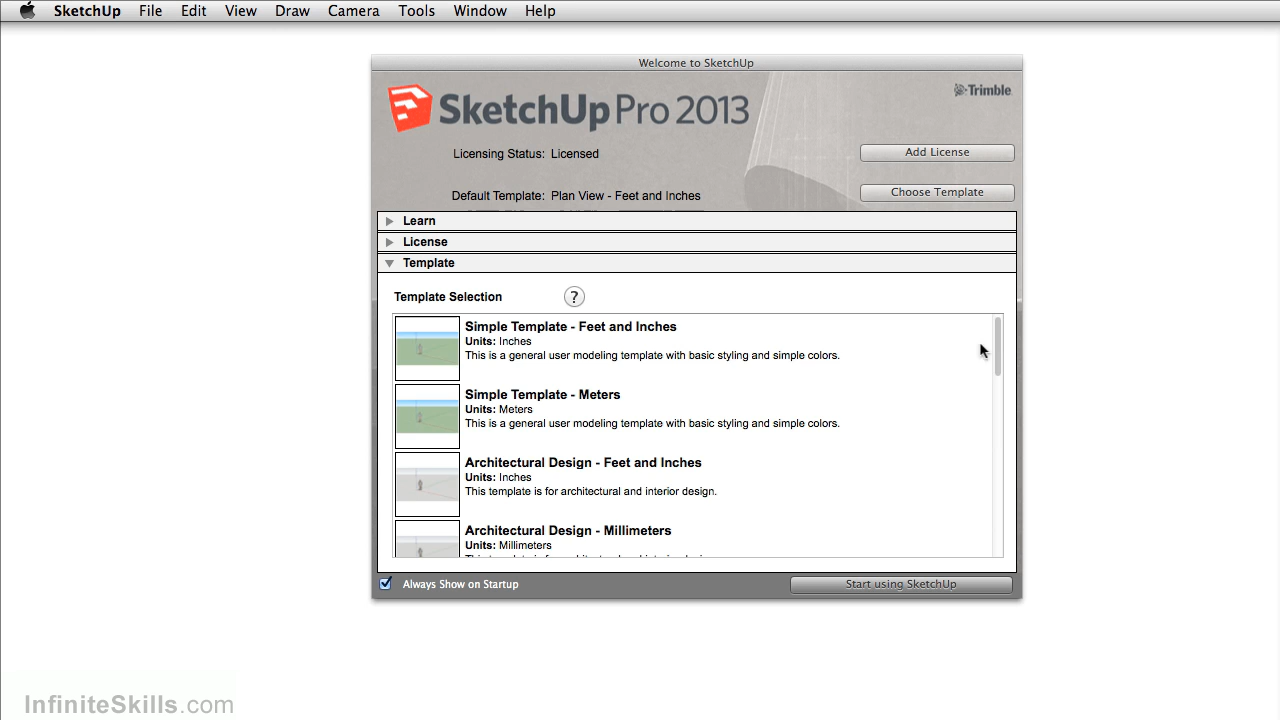 SketchUp File Edit View Draw Camera Tools Window Help
Welcome to SketchUp
Trimble
SketchUp Pro 2013
Licensing Status: Licensed
Add License
Default Template: Plan View - Feet and Inches
Choose Template
Learn
License
Template
Template Selection ?
Simple Template - Feet and Inches
Units: Inches
This is a general user modeling template with basic styling and simple colors.
Simple Template - Meters
Units: Meters
This is a general user modeling template with basic styling and simple colors.
Architectural Design - Feet and Inches
Units: Inches
This template is for architectural and interior design.
Architectural Design - Millimeters
Units: Millimeters
Always Show on Startup
Start using SketchUp
InfiniteSkills.com